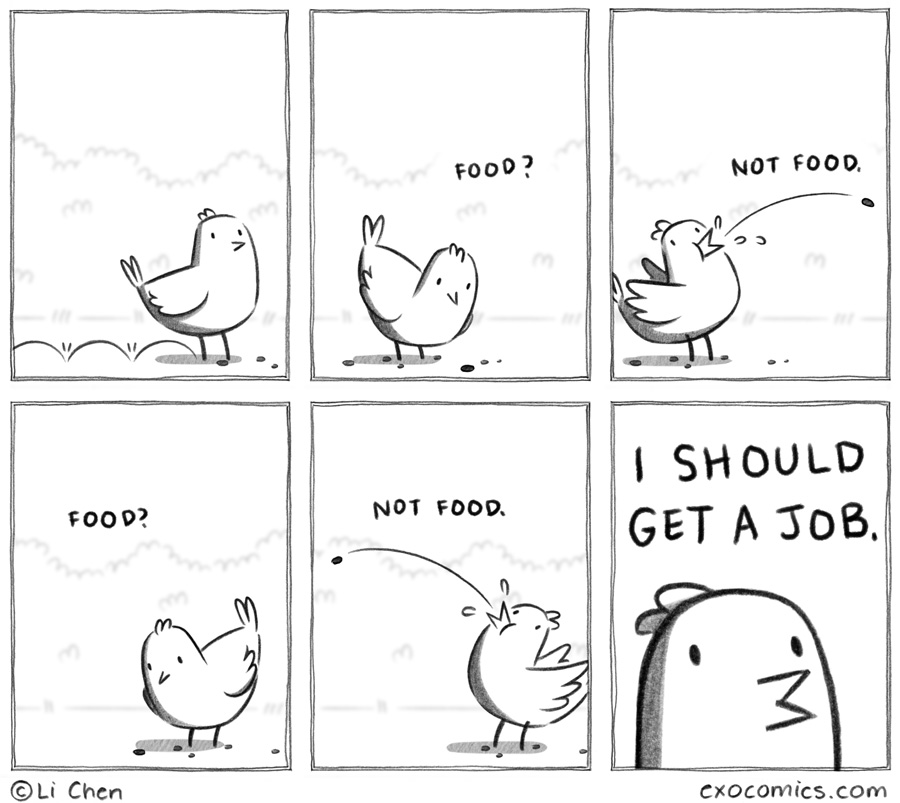 FOOD?
NOT FOOD.
FOOD?
NOT FOOD.
I SHOULD
GET A JOB.
©Li Chen
exocomics.com